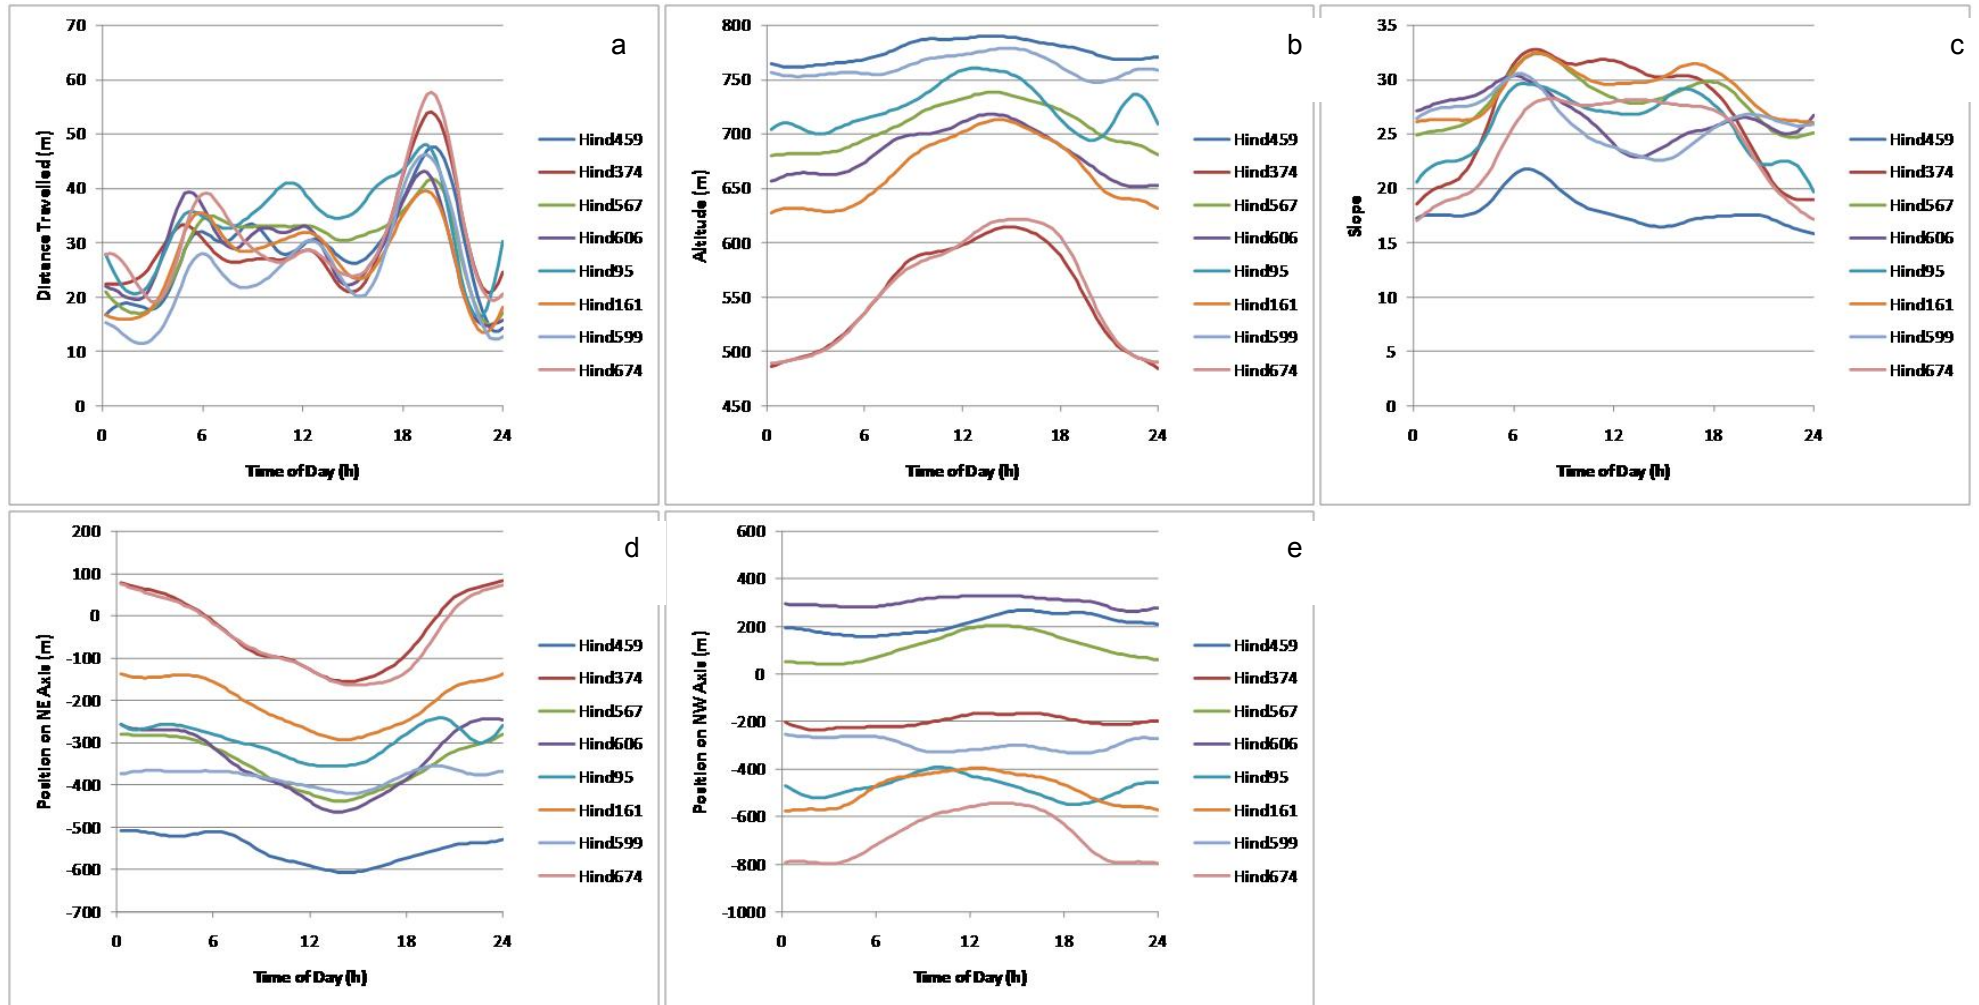 a
70
60
50
40
30
20
10
0
Distance Travelled (m)
0 6 12 18 24
Time of Day (h)
Hind459
Hind374
Hind567
Hind606
Hind95
Hind161
Hind599
Hind674
b
800
750
700
650
600
550
500
450
Altitude (m)
0 6 12 18 24
Time of Day (h)
Hind459
Hind374
Hind567
Hind606
Hind95
Hind161
Hind599
Hind674
c
35
30
25
20
15
10
5
0
Slope
0 6 12 18 24
Time of Day (h)
Hind459
Hind374
Hind567
Hind606
Hind95
Hind161
Hind599
Hind674
d
200
100
0
-100
-200
-300
-400
-500
-600
-700
Position on NE Axis (m)
0 6 12 18 24
Time of Day (h)
Hind459
Hind374
Hind567
Hind606
Hind95
Hind161
Hind599
Hind674
e
600
400
200
0
-200
-400
-600
-800
-1000
Position on NW Axis (m)
0 6 12 18 24
Time of Day (h)
Hind459
Hind374
Hind567
Hind606
Hind95
Hind161
Hind599
Hind674